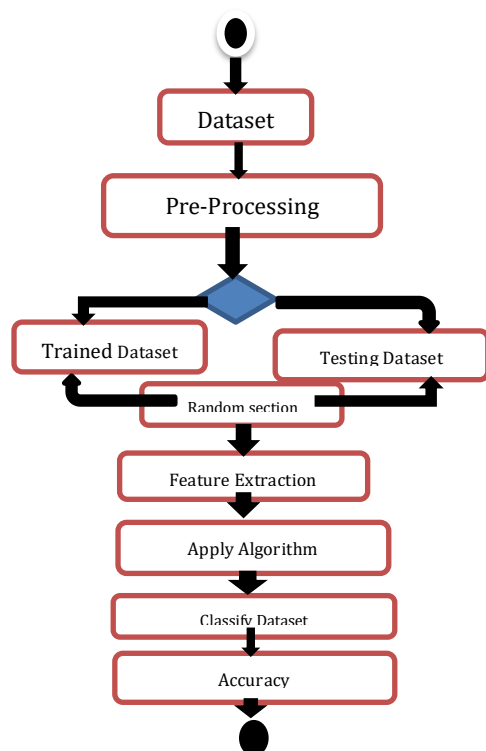 Dataset
Pre-Processing
Trained Dataset
Testing Dataset
Random section
Feature Extraction
Apply Algorithm
Classify Dataset
Accuracy